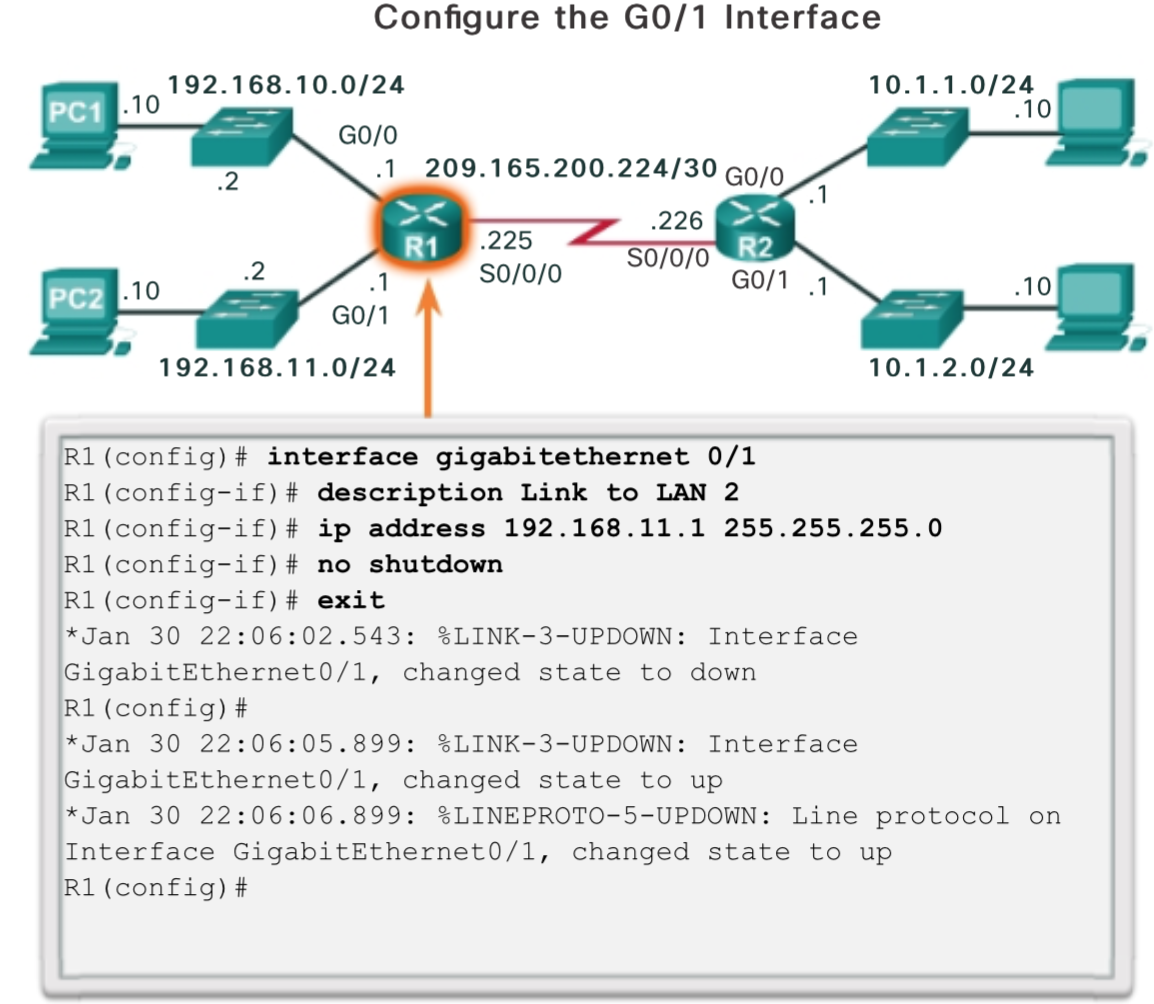 Configure the G0/1 Interface
192.168.10.0/24
10.1.1.0/24
PC1
.10
.10
G0/0
.2
.1
209.165.200.224/30
G0/0
.1
R1
.225
S0/0/0
.226
S0/0/0
R2
G0/1
.1
PC2
.10
.2
.1
G0/1
.10
192.168.11.0/24
10.1.2.0/24
R1(config)# interface gigabitethernet 0/1
R1(config-if)# description Link to LAN 2
R1(config-if)# ip address 192.168.11.1 255.255.255.0
R1(config-if)# no shutdown
R1(config-if)# exit
*Jan 30 22:06:02.543: %LINK-3-UPDOWN: Interface
GigabitEthernet0/1, changed state to down
R1(config)#
*Jan 30 22:06:05.899: %LINK-3-UPDOWN: Interface
GigabitEthernet0/1, changed state to up
*Jan 30 22:06:06.899: %LINEPROTO-5-UPDOWN: Line protocol on
Interface GigabitEthernet0/1, changed state to up
R1(config)#